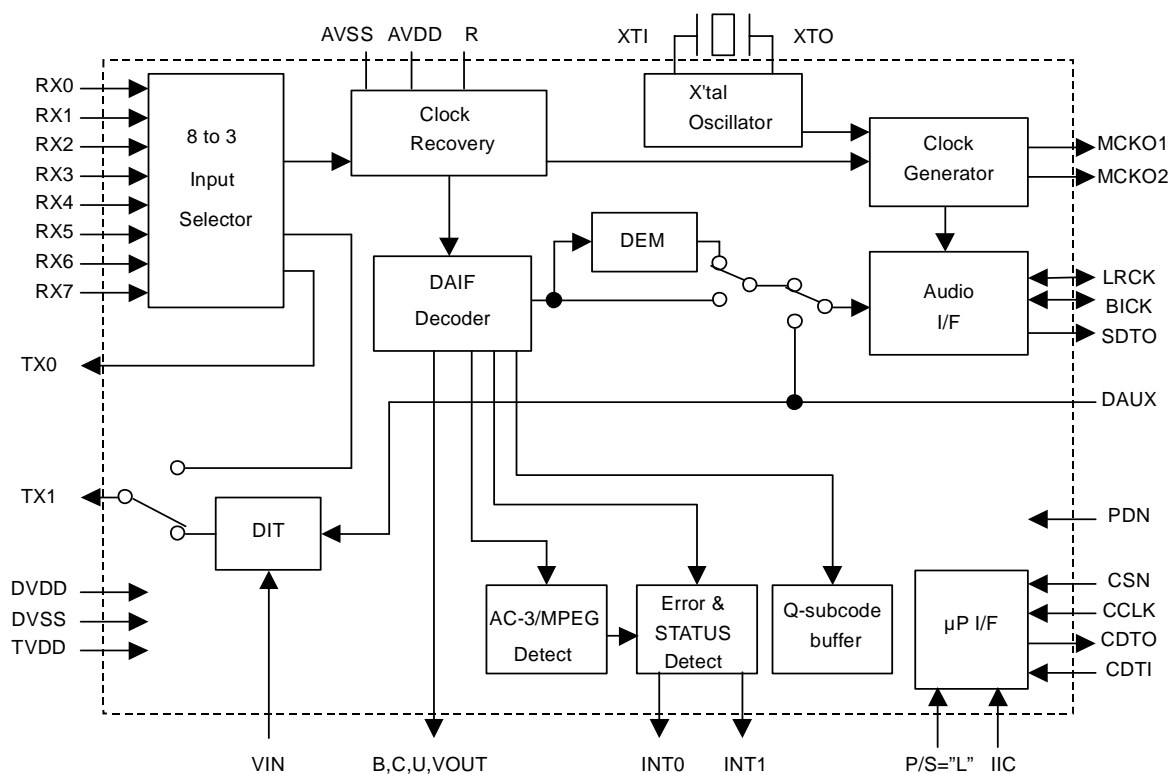 AVSS AVDD R
XTI XTO
RX0
RX1
RX2
RX3
RX4
RX5
RX6
RX7
8 to 3
Input
Selector
Clock
Recovery
X'tal
Oscillator
Clock
Generator
MCKO1
MCKO2
DEM
DAIF
Decoder
Audio
I/F
LRCK
BICK
SDTO
TX0
DAUX
TX1
DIT
PDN
DVDD
DVSS
TVDD
AC-3/MPEG
Detect
Error &
STATUS
Detect
Q-subcode
buffer
µP I/F
CSN
CCLK
CDTO
CDTI
VIN
B,C,U,VOUT
INT0
INT1
P/S=”L”
IIC